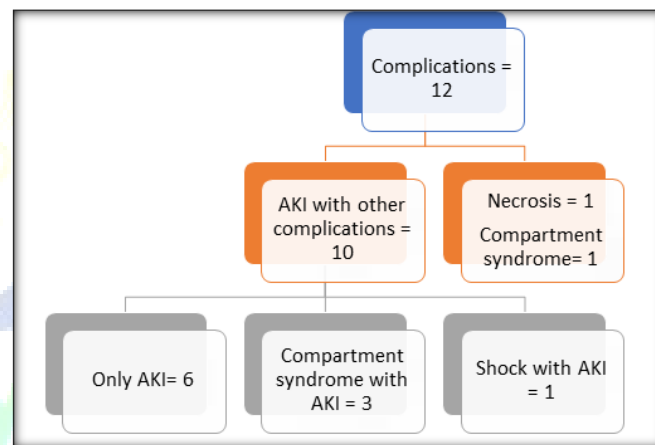 Complications =
12
AKI with other
complications =
10
Necrosis = 1
Compartment
syndrome= 1
Only AKI= 6
Compartment
syndrome with
AKI = 3
Shock with AKI
= 1